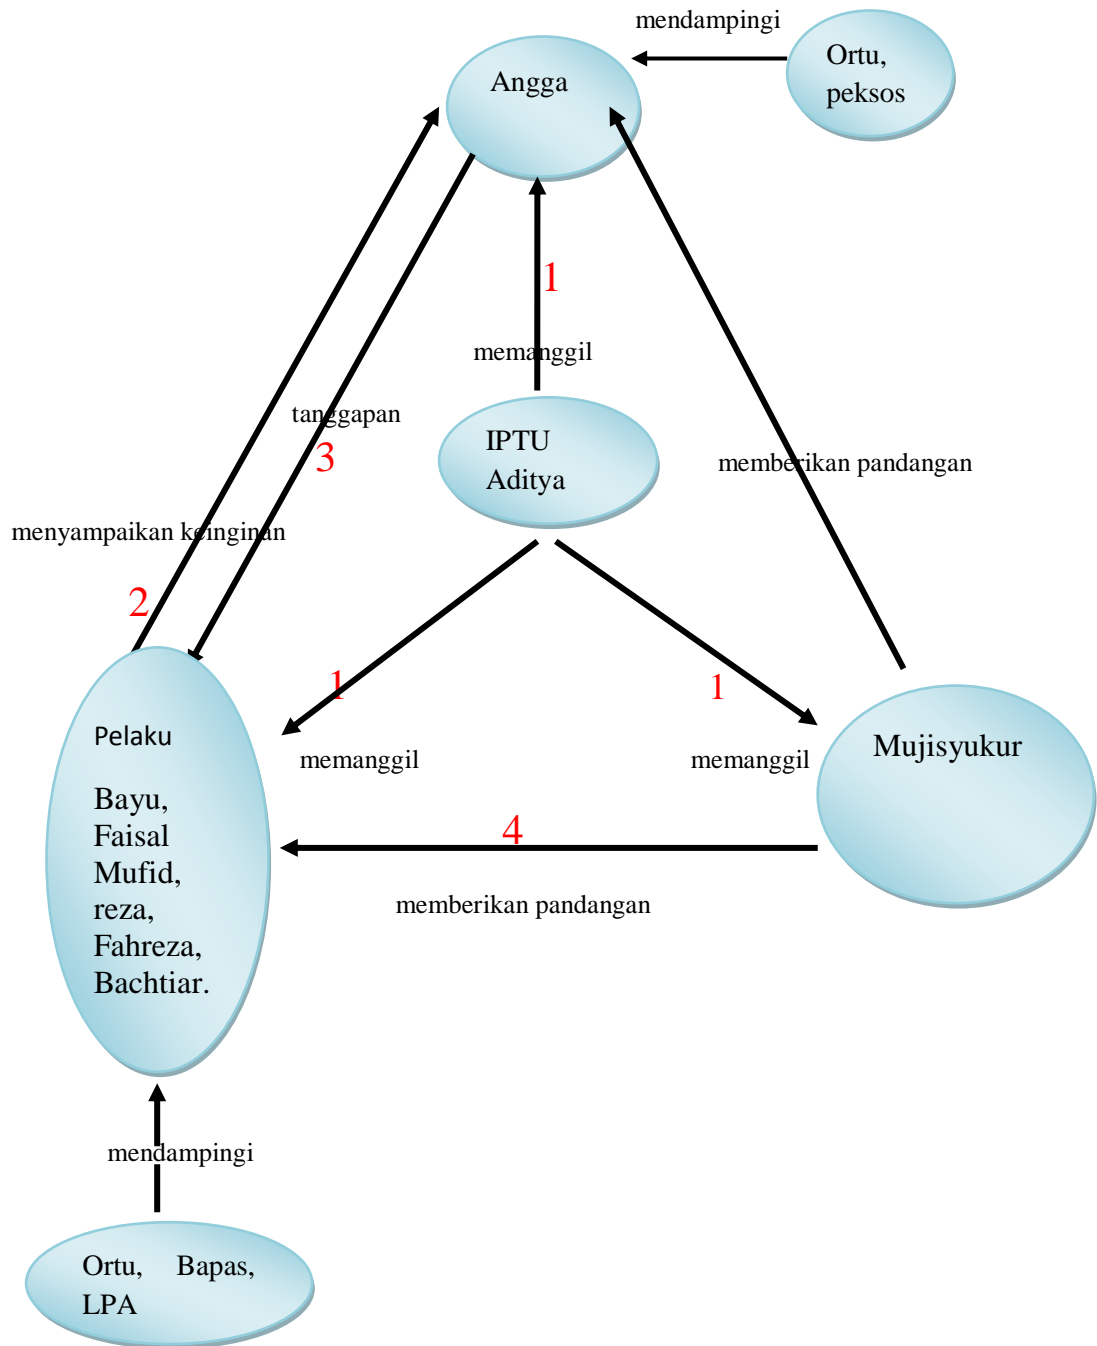 mendampingi
Ortu,
peksos
Angga
1
memanggil
tanggapan
3
IPTU
Aditya
memberikan pandangan
menyampaikan keinginan
2
1
1
memanggil
memanggil
Pelaku
Bayu,
Faisal
Mufid,
reza,
Fahreza,
Bachtiar.
Mujisyukur
4
memberikan pandangan
mendampingi
Ortu, Bapas,
LPA